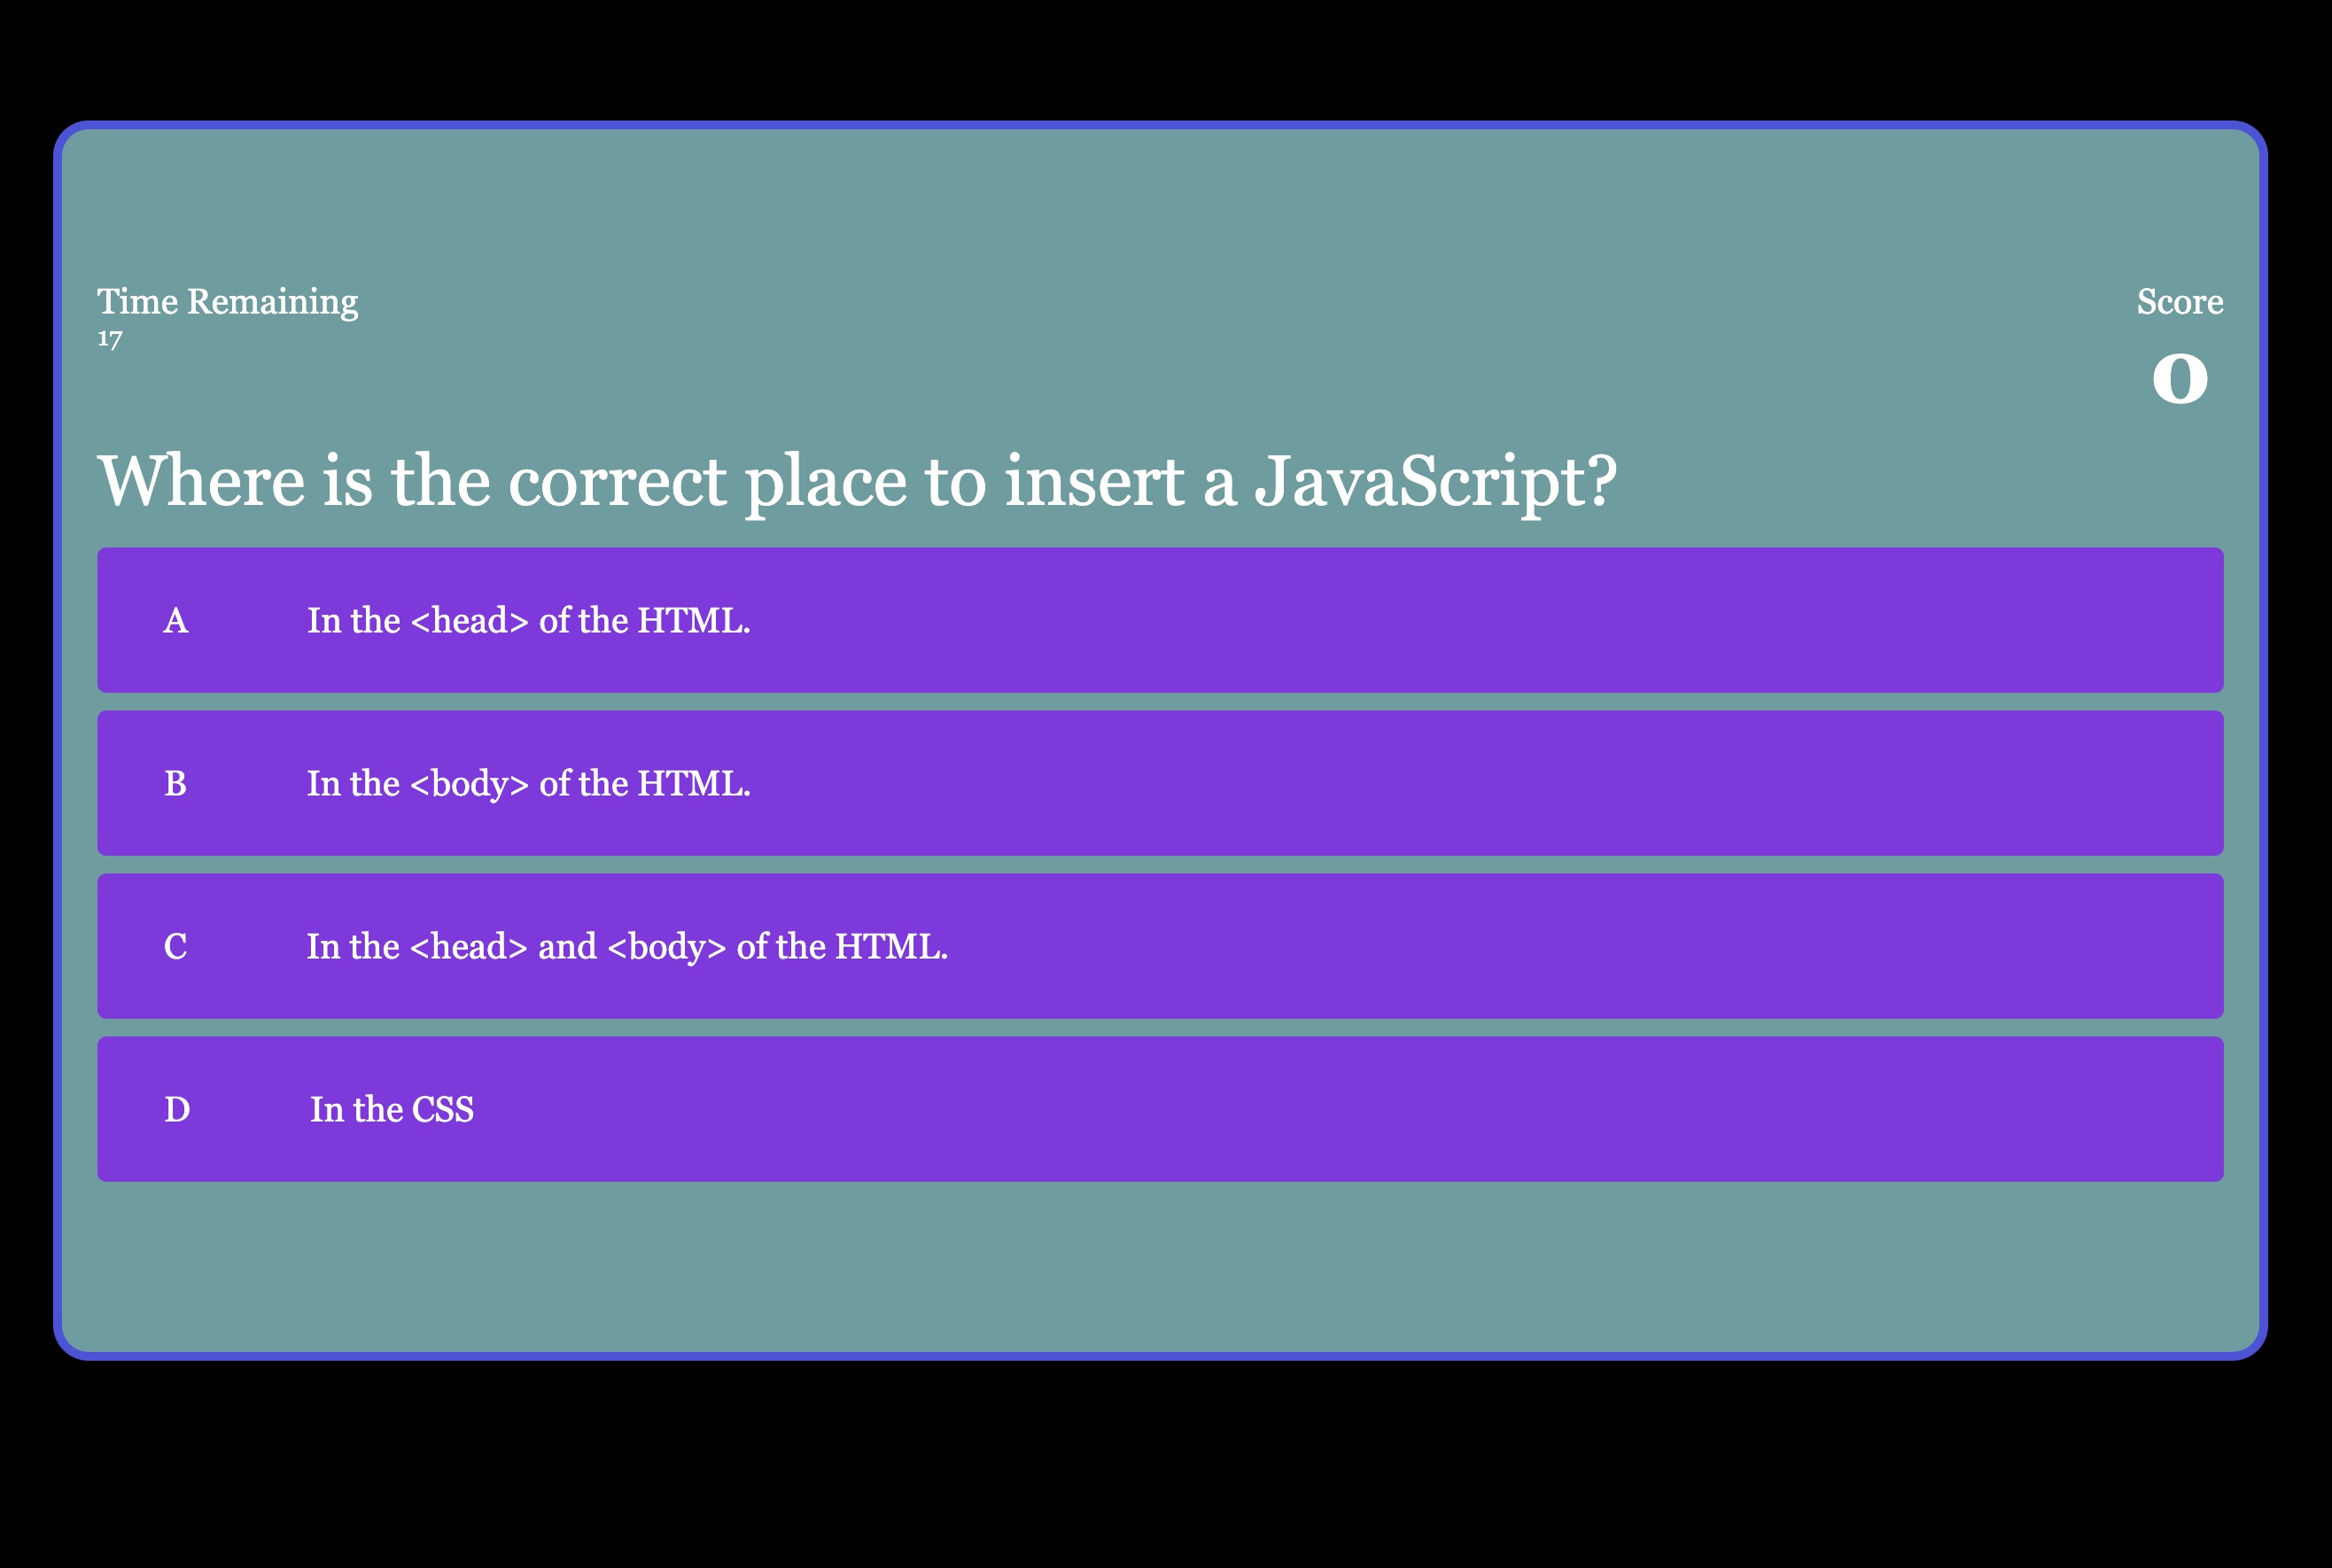 Time Remaining
17
Score
0
Where is the correct place to insert a JavaScript?
A
In the <head> of the HTML.
B
In the <body> of the HTML.
C
In the <head> and <body> of the HTML.
D
In the CSS